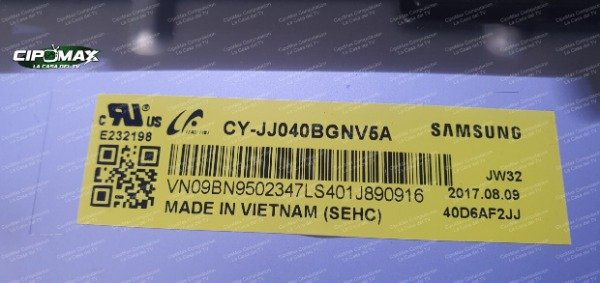 CIPOMAX
LA CASA DEL TV
c UR US
E232198
CY-JJ040BGNV5A
SAMSUNG
VN09BN9502347LS401J890916
JW32
2017.08.09
MADE IN VIETNAM (SEHC)
40D6AF2JJ